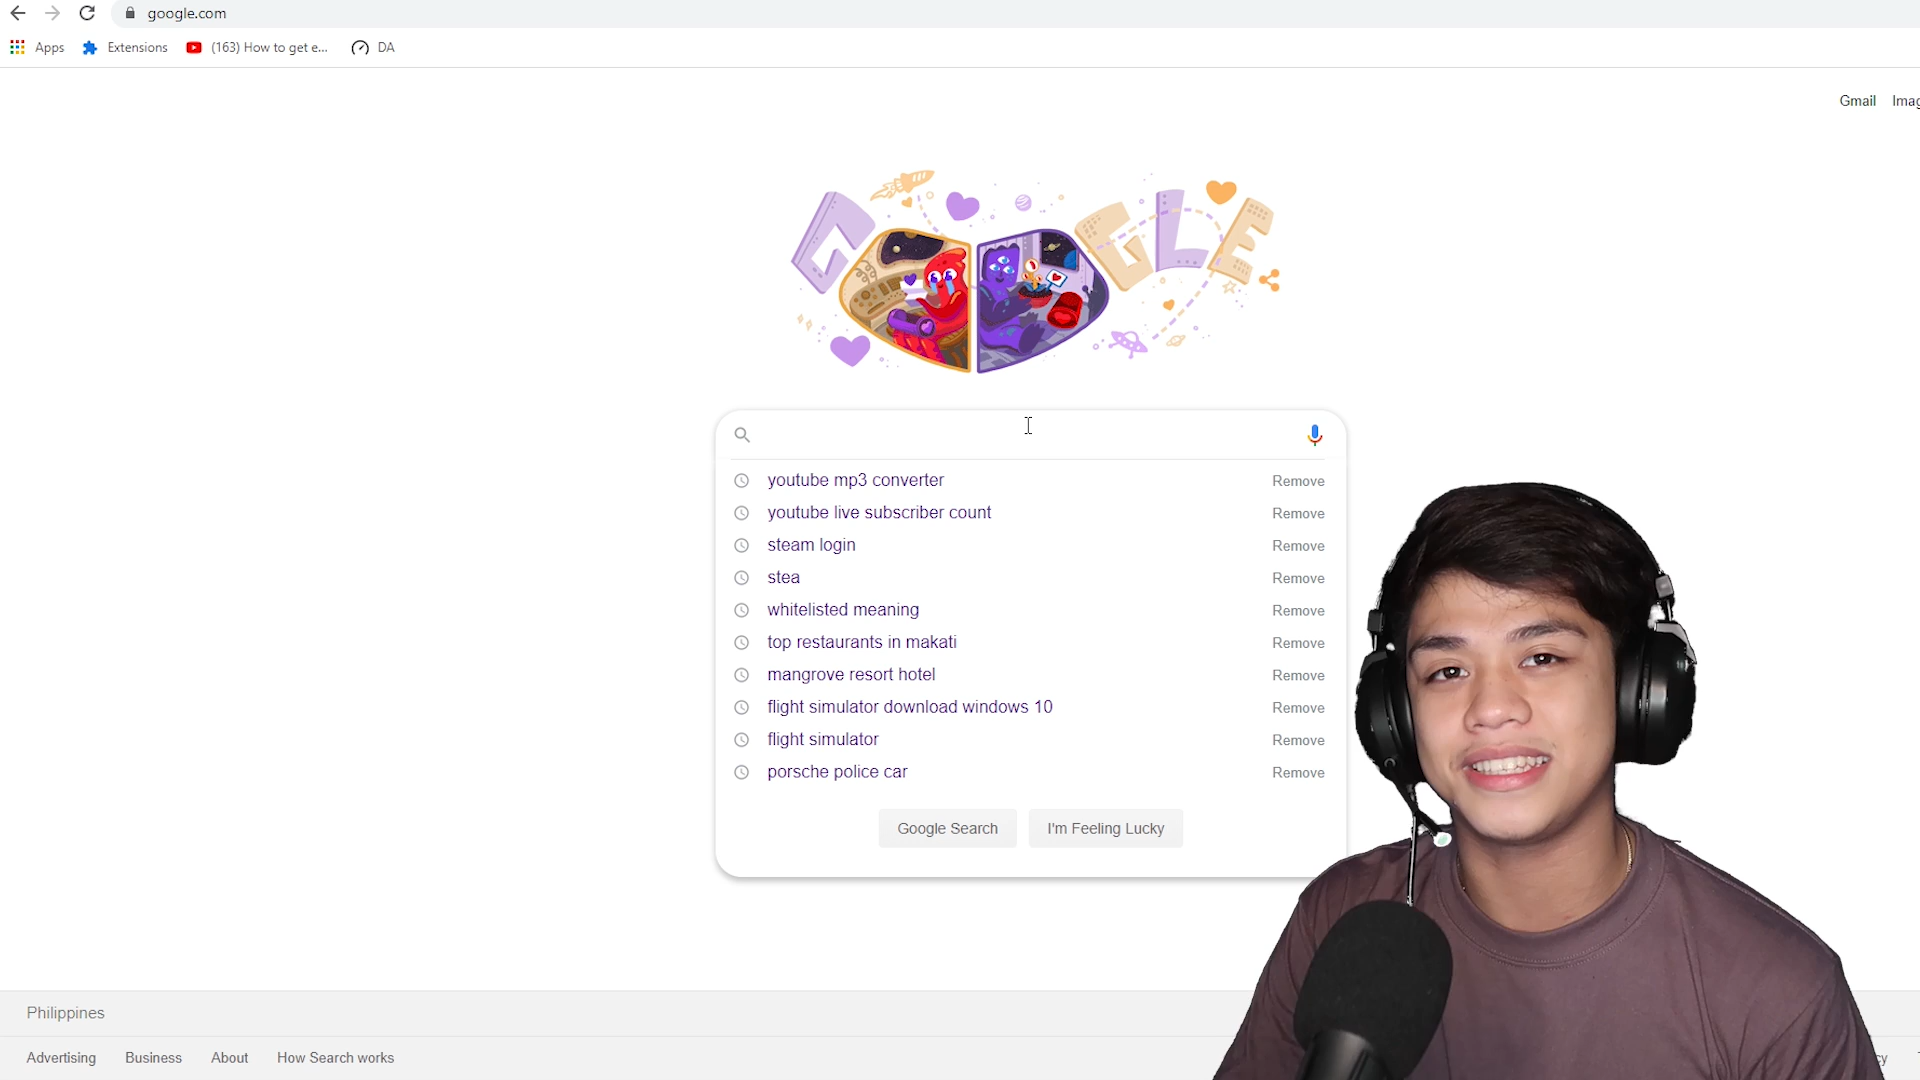 google.com
Apps
Extensions
(163) How to get e...
DA
Gmail
Imag
GOOGLE
youtube mp3 converter
Remove
youtube live subscriber count
Remove
steam login
Remove
stea
Remove
whitelisted meaning
Remove
top restaurants in makati
Remove
mangrove resort hotel
Remove
flight simulator download windows 10
Remove
flight simulator
Remove
porsche police car
Remove
Google Search
I'm Feeling Lucky
Philippines
Advertising
Business
About
How Search works
cy